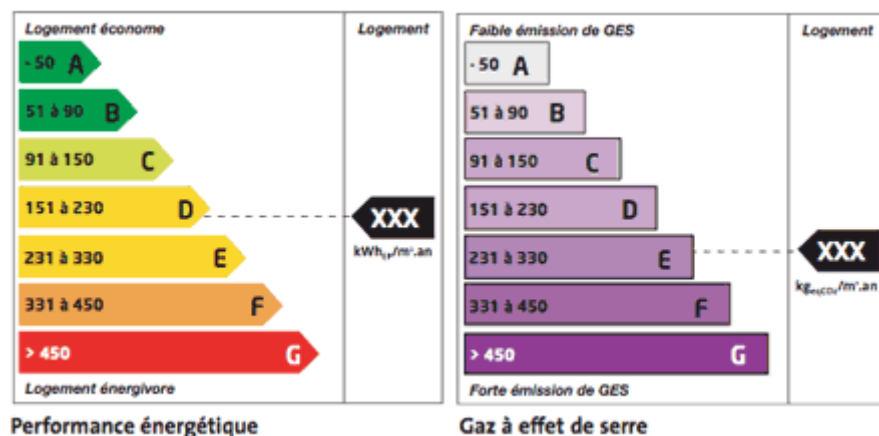 Logement économe
Logement
- 50 A
51 à 90 B
91 à 150 C
151 à 230 D
XXX
kWhEP/m².an
231 à 330 E
331 à 450 F
> 450 G
Logement énergivore
Performance énergétique
Faible émission de GES
Logement
- 50 A
51 à 90 B
91 à 150 C
151 à 230 D
231 à 330 E
XXX
kgeqCO2/m².an
331 à 450 F
> 450 G
Forte émission de GES
Gaz à effet de serre